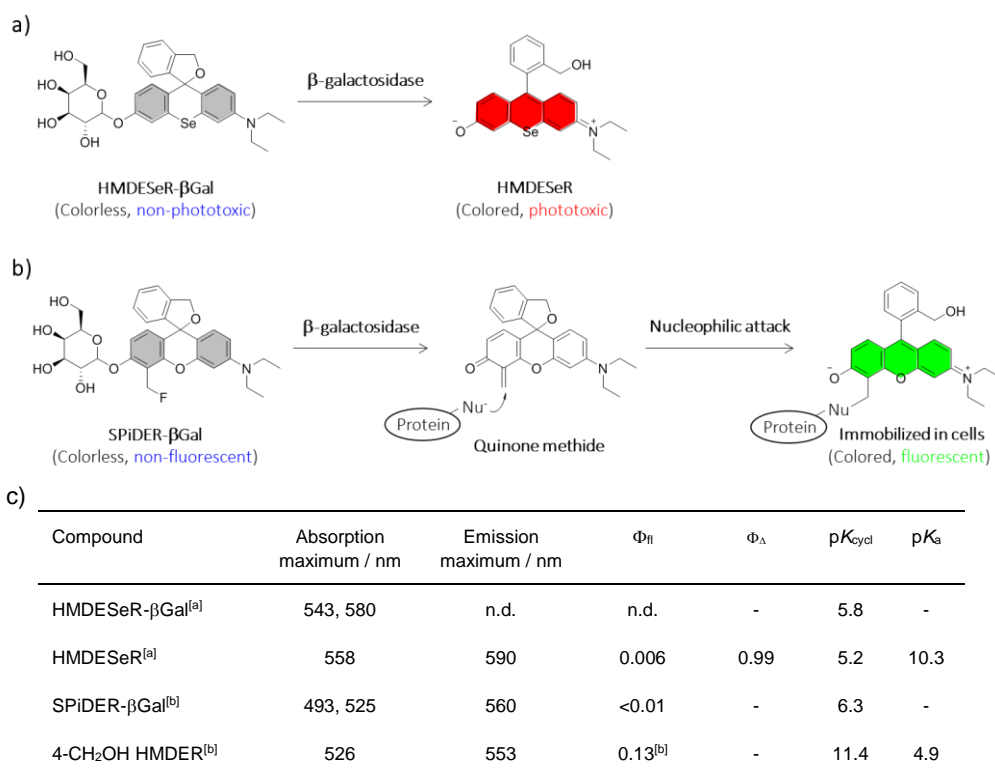 a)
HO
HO
HO
OH
O
O
O
Se
N
HMDESeR-βGal
(Colorless, non-phototoxic)
β-galactosidase
OH
⁻O
Se
N⁺
HMDESeR
(Colored, phototoxic)
b)
HO
HO
HO
OH
O
O
O
O
N
F
SPiDER-βGal
(Colorless, non-fluorescent)
β-galactosidase
O
O
O
N
Nu⁻
Protein
Quinone methide
Nucleophilic attack
OH
⁻O
O
N⁺
Nu
Protein
Immobilized in cells
(Colored, fluorescent)
c)
Compound Absorption maximum / nm Emission maximum / nm Φfl ΦΔ pKcycl pKa
HMDESeR-βGal[a] 543, 580 n.d. n.d. - 5.8 -
HMDESeR[a] 558 590 0.006 0.99 5.2 10.3
SPiDER-βGal[b] 493, 525 560 <0.01 - 6.3 -
4-CH₂OH HMDER[b] 526 553 0.13[b] - 11.4 4.9